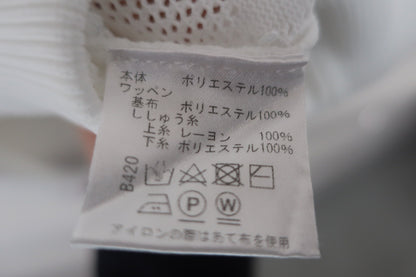 本体 ポリエステル100%
ワッペン
基布 ポリエステル100%
ししゅう糸
上糸 レーヨン 100%
下糸 ポリエステル100%
B420
P W
アイロンの際はあて布を使用